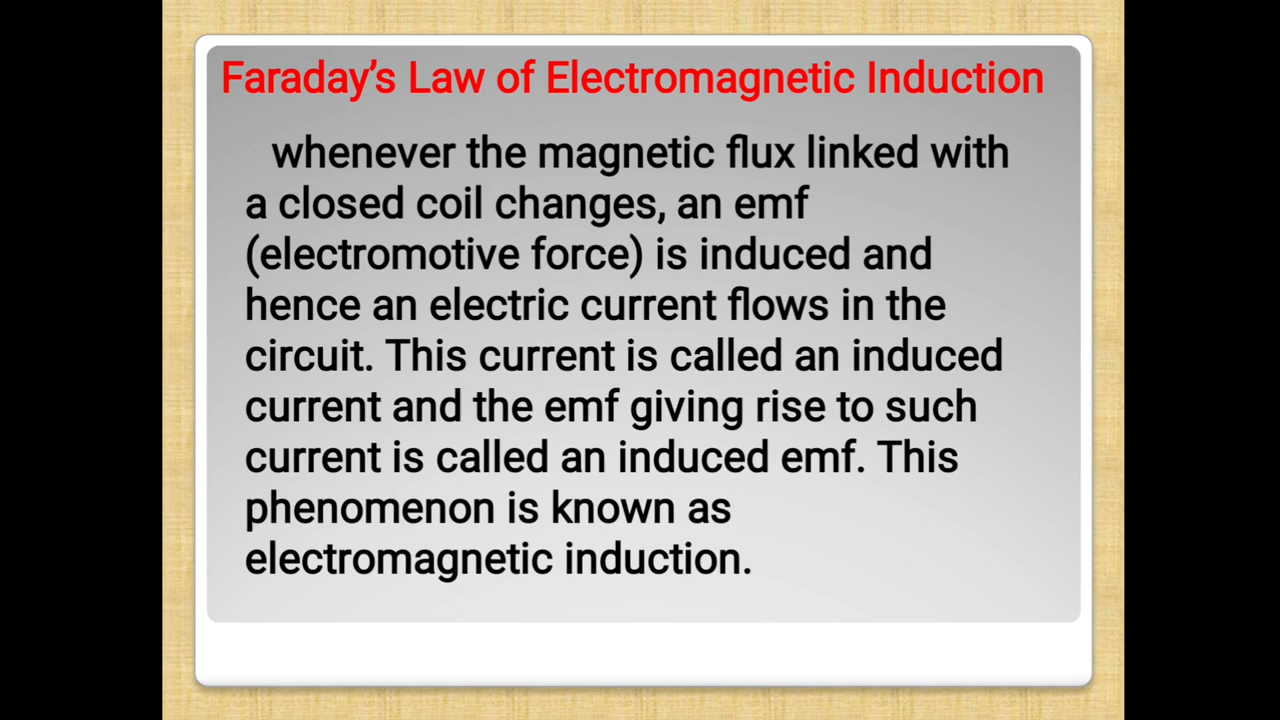 Faraday’s Law of Electromagnetic Induction
whenever the magnetic flux linked with
a closed coil changes, an emf
(electromotive force) is induced and
hence an electric current flows in the
circuit. This current is called an induced
current and the emf giving rise to such
current is called an induced emf. This
phenomenon is known as
electromagnetic induction.